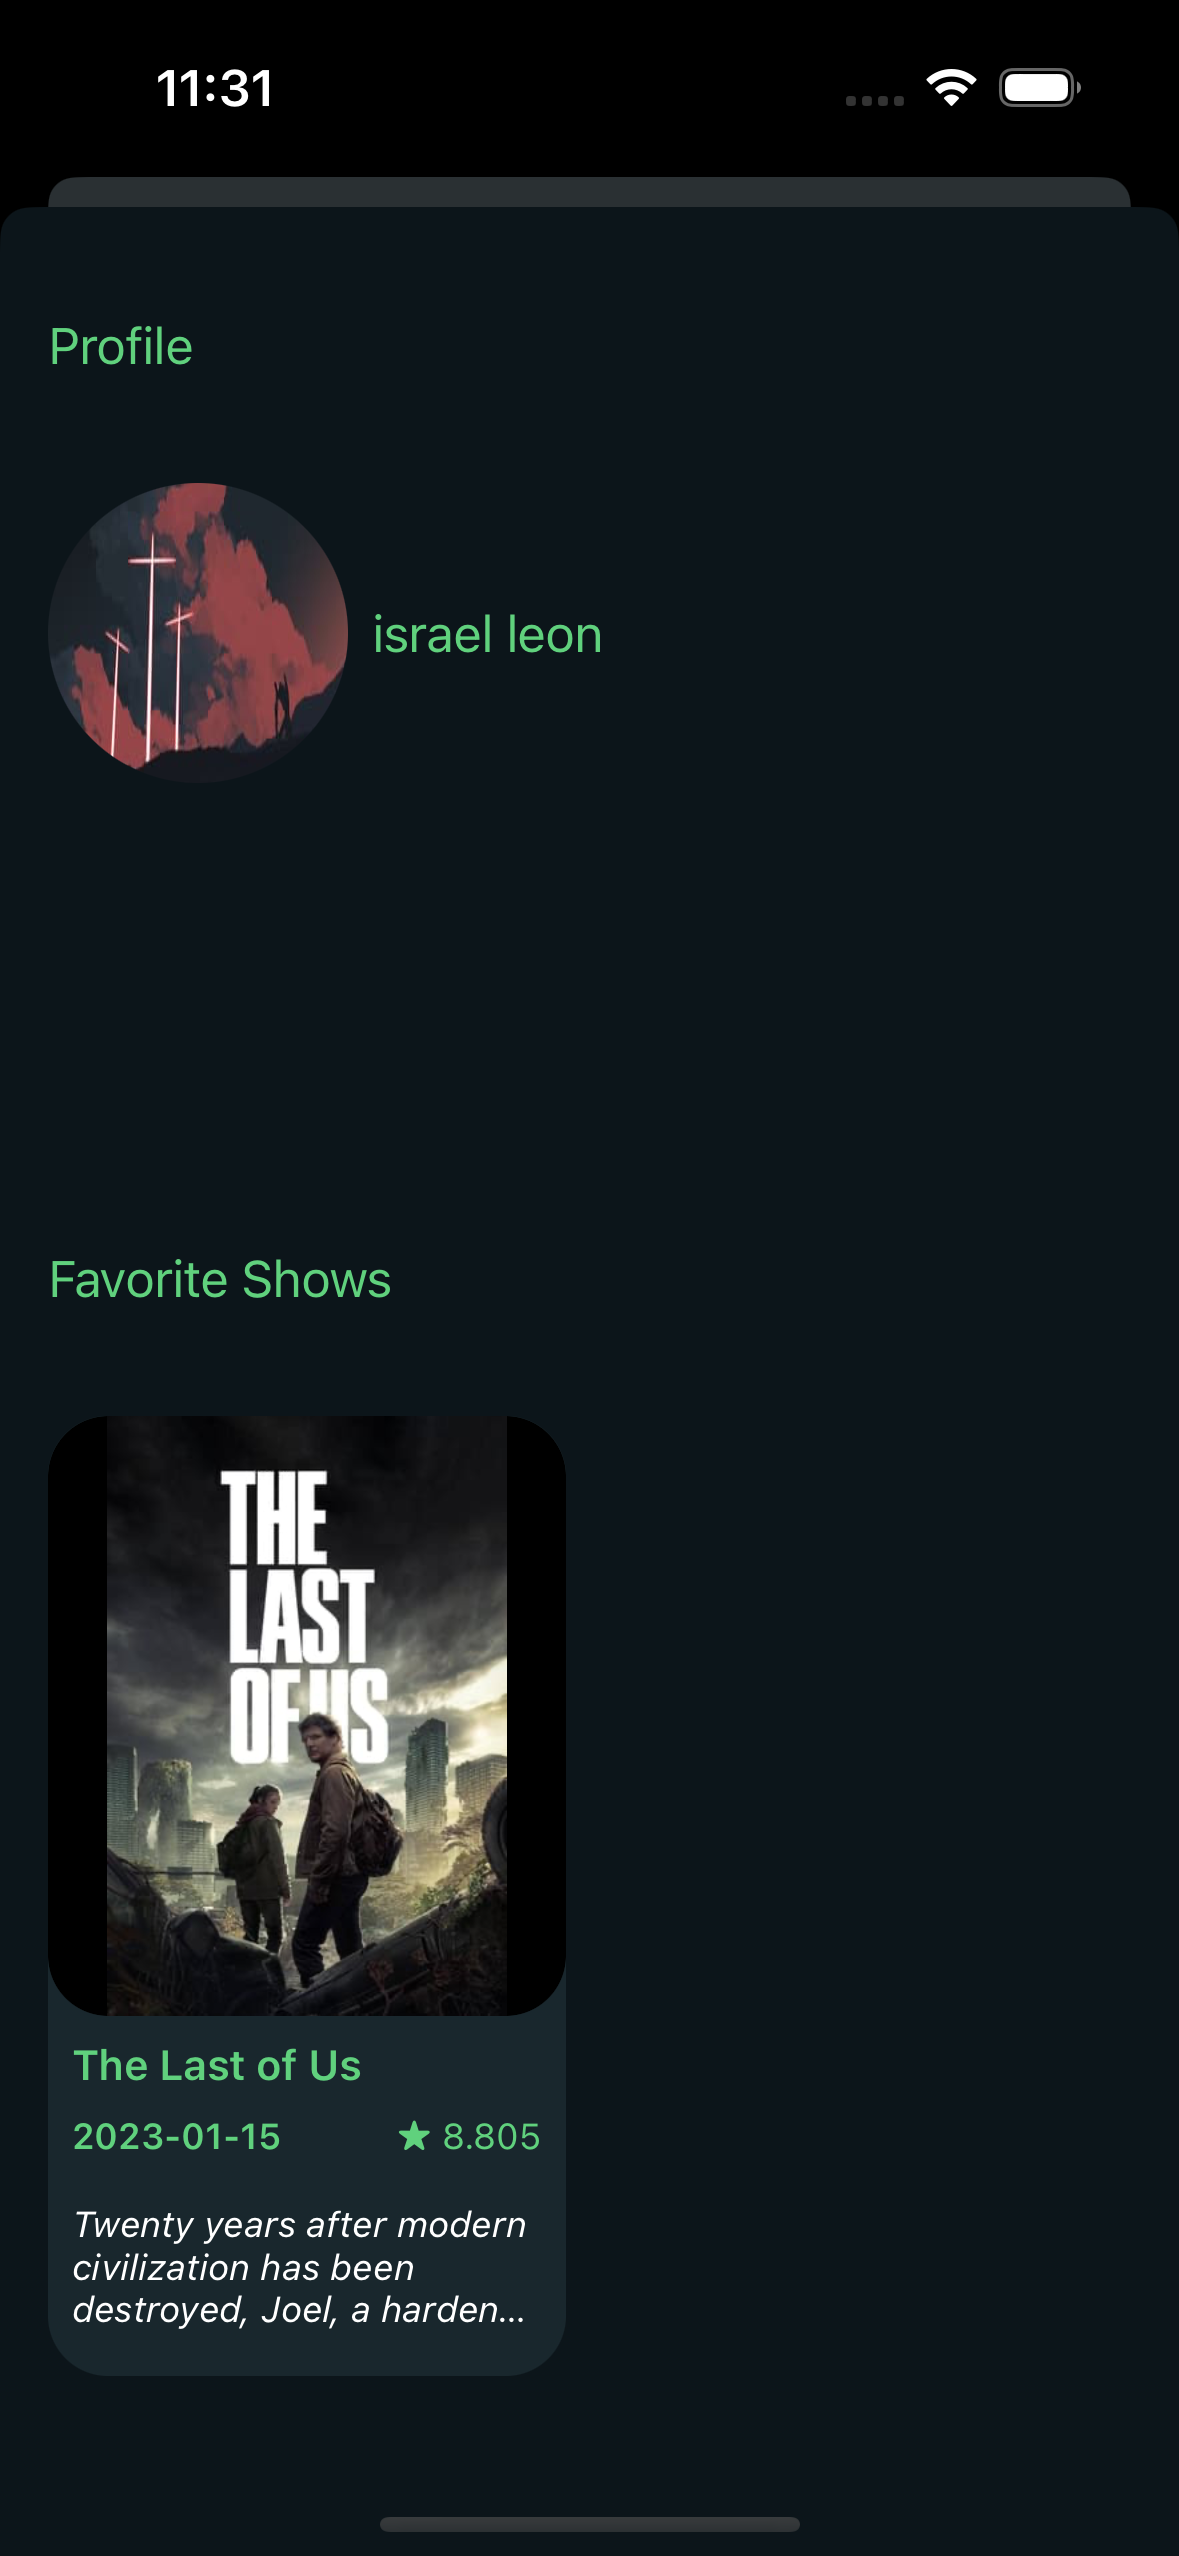 11:31
Profile
israel leon
Favorite Shows
THE
LAST
OF US
The Last of Us
2023-01-15 ★ 8.805
Twenty years after modern
civilization has been
destroyed, Joel, a harden...